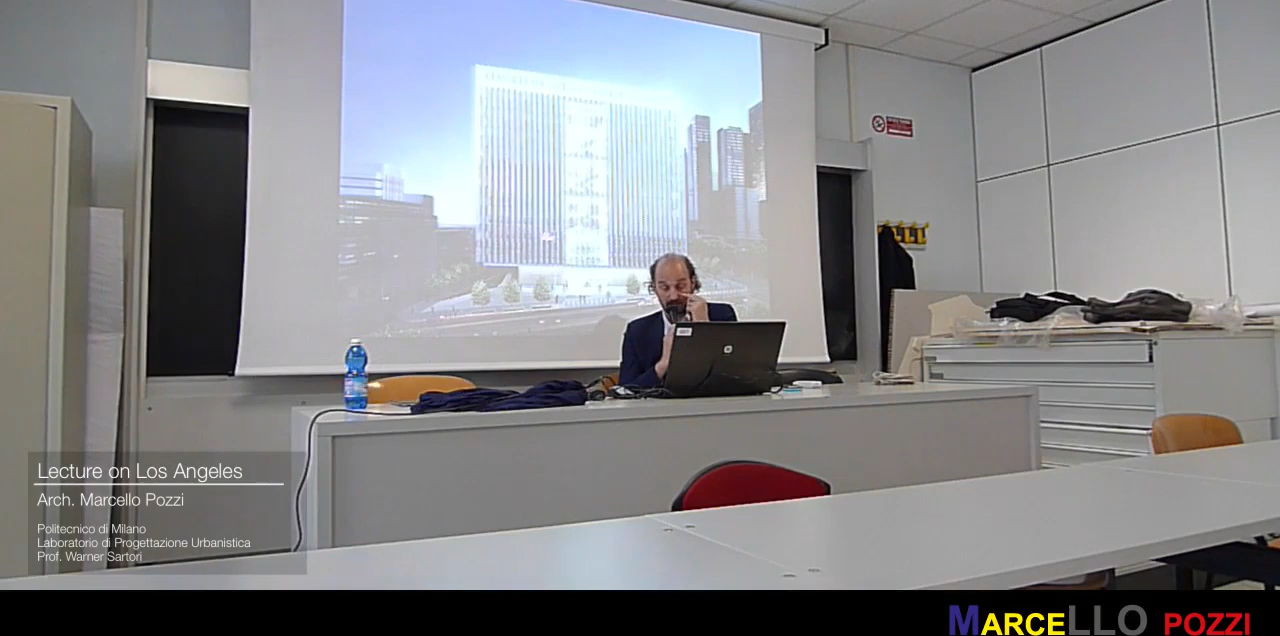 Lecture on Los Angeles
Arch. Marcello Pozzi
Politecnico di Milano
Laboratorio di Progettazione Urbanistica
Prof. Warner Sartori
MARCELLO POZZI